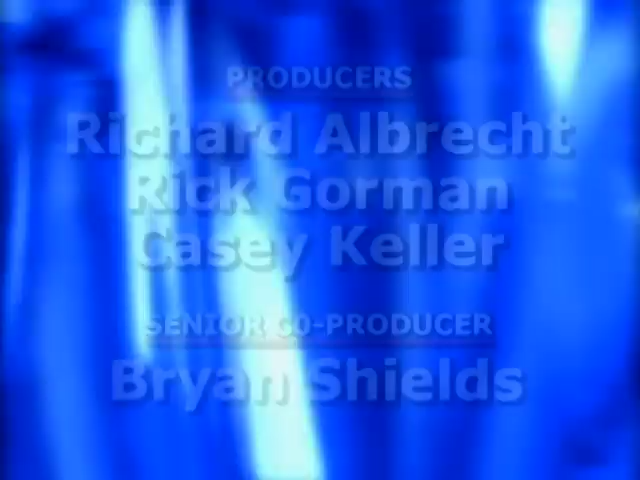 PRODUCERS
Richard Albrecht
Rick Gorman
Casey Keller
SENIOR CO-PRODUCER
Bryan Shields